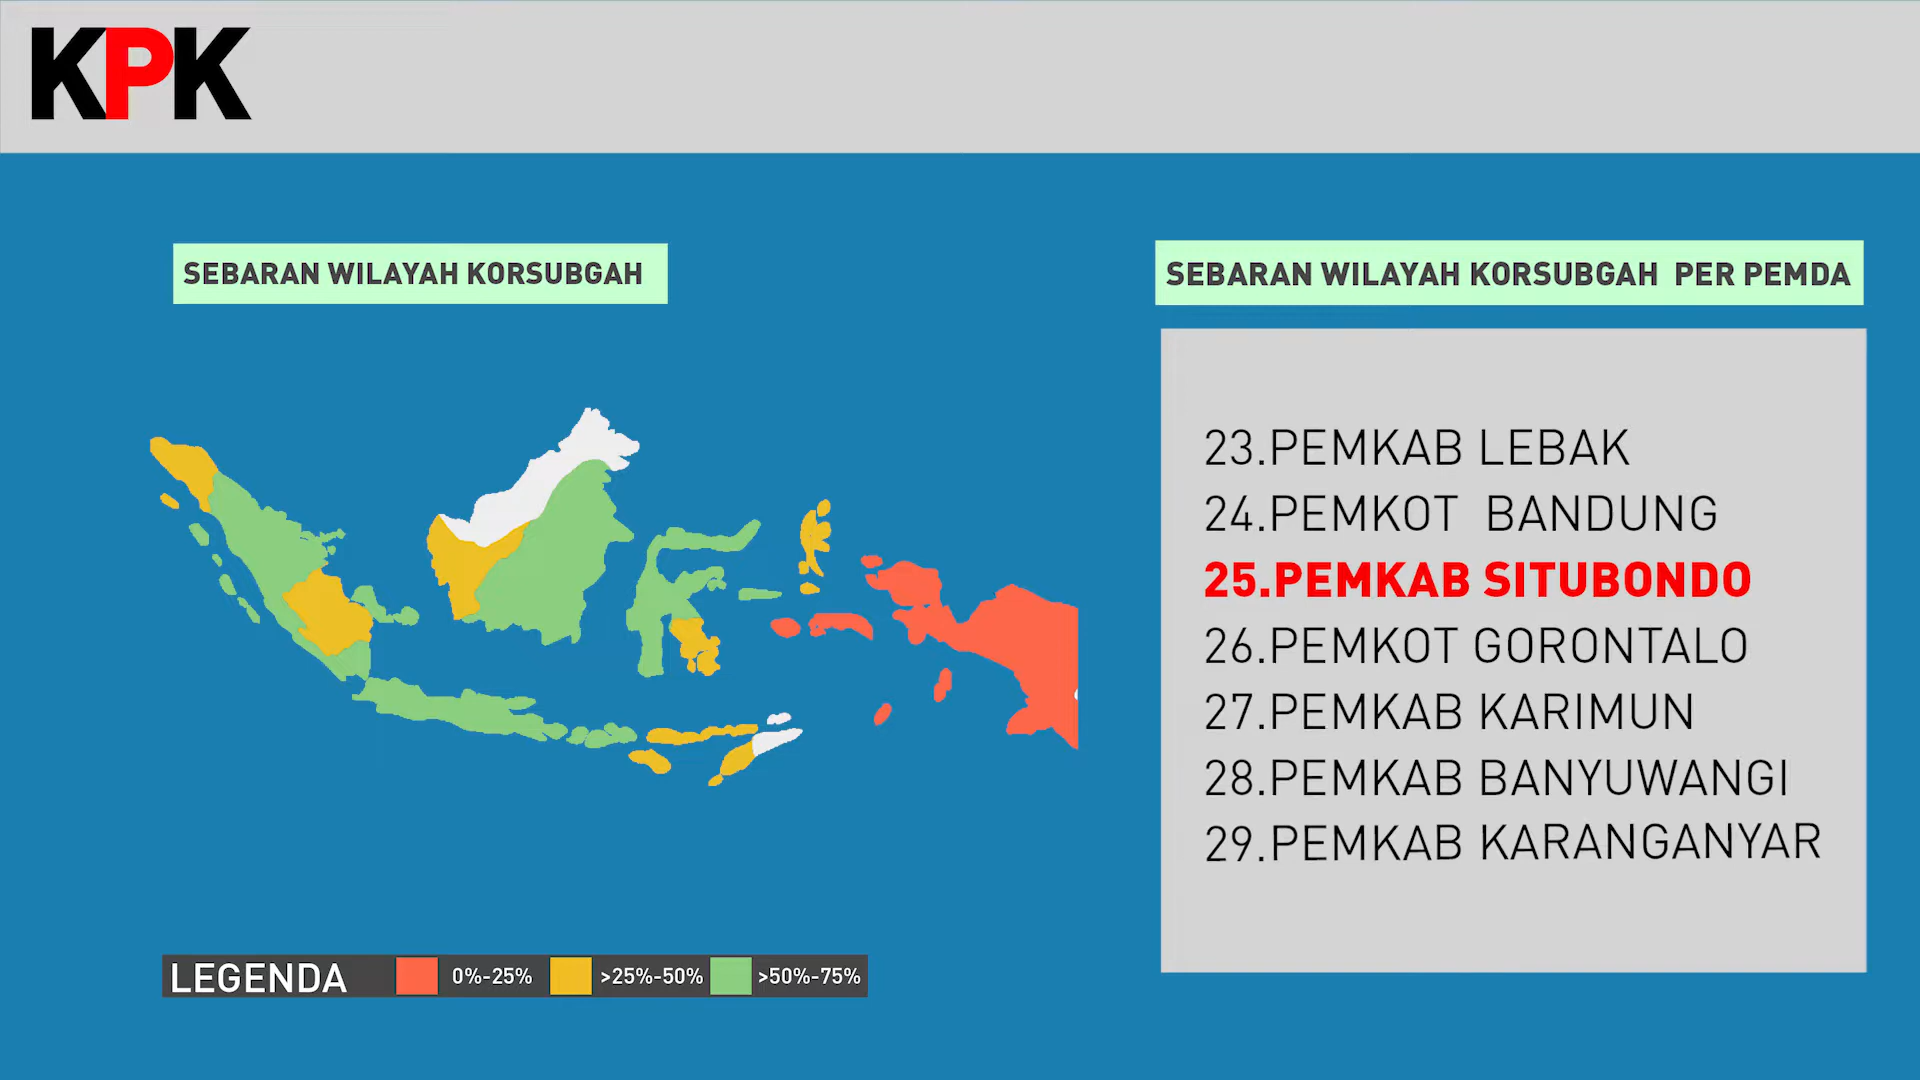 KPK
SEBARAN WILAYAH KORSUBGAH
SEBARAN WILAYAH KORSUBGAH PER PEMDA
23.PEMKAB LEBAK
24.PEMKOT BANDUNG
25.PEMKAB SITUBONDO
26.PEMKOT GORONTALO
27.PEMKAB KARIMUN
28.PEMKAB BANYUWANGI
29.PEMKAB KARANGANYAR
LEGENDA 0%-25% >25%-50% >50%-75%